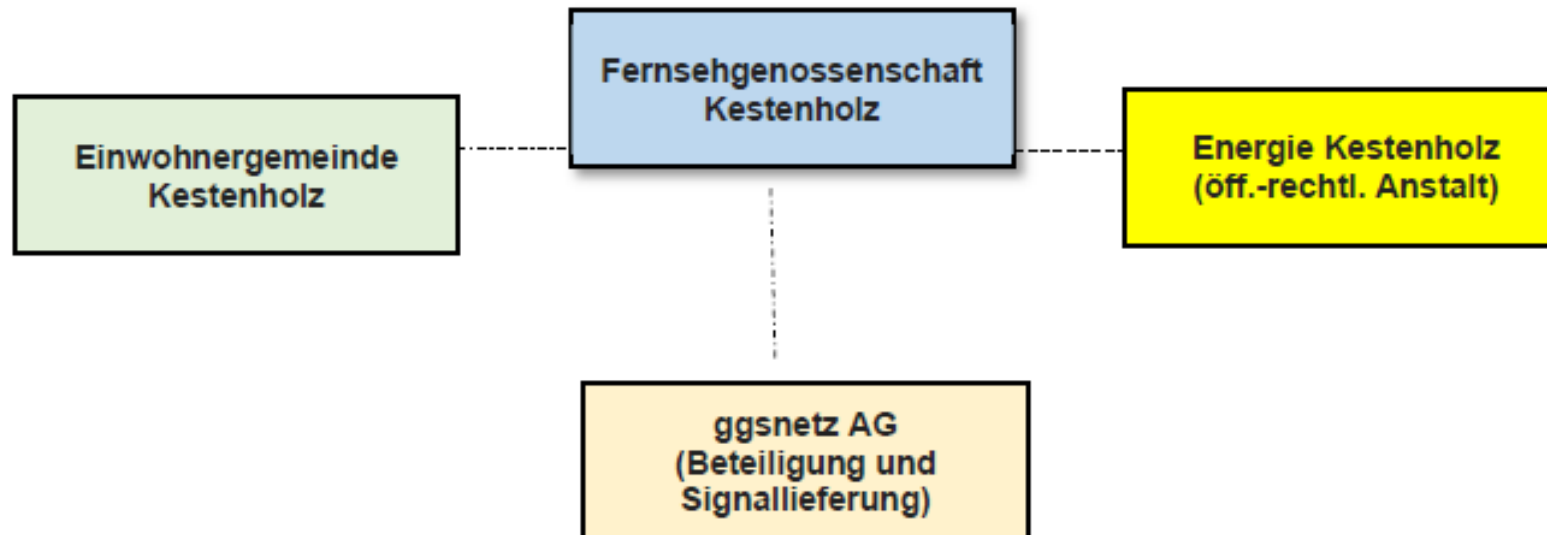 Fernsehgenossenschaft
Kestenholz
Einwohnergemeinde
Kestenholz
Energie Kestenholz
(öff.-rechtl. Anstalt)
ggsnetz AG
(Beteiligung und
Signallieferung)